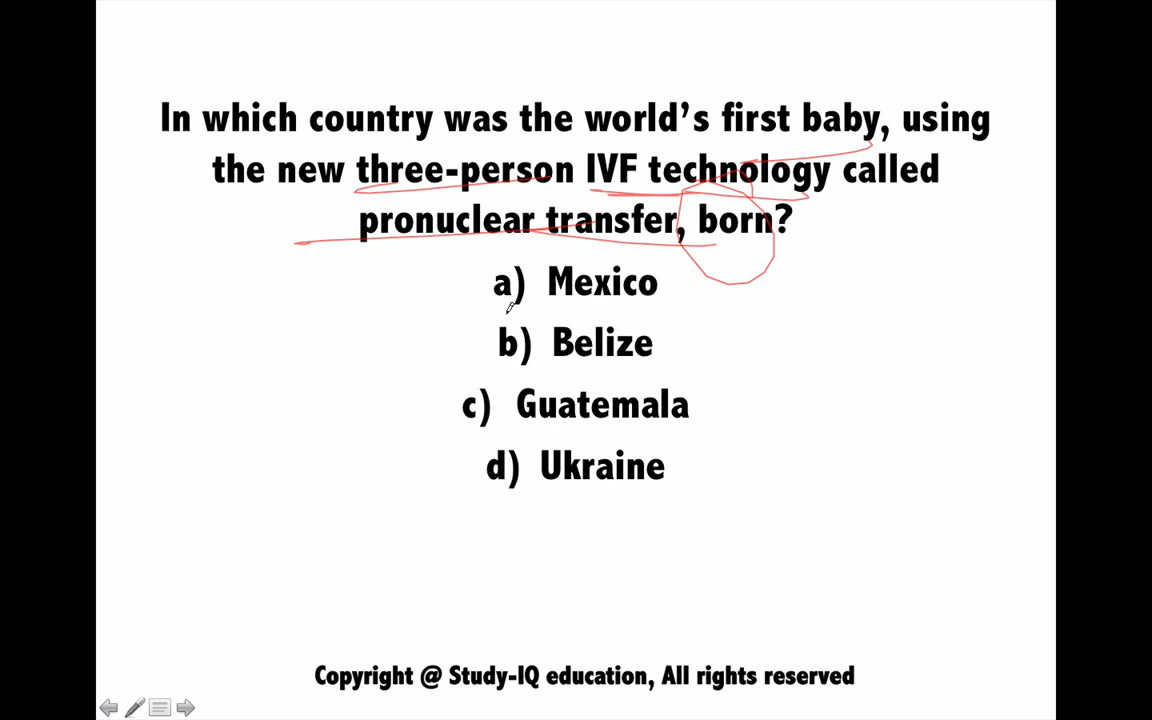 In which country was the world's first baby, using
the new three-person IVF technology called
pronuclear transfer, born?
a) Mexico
b) Belize
c) Guatemala
d) Ukraine
Copyright @ Study-IQ education, All rights reserved